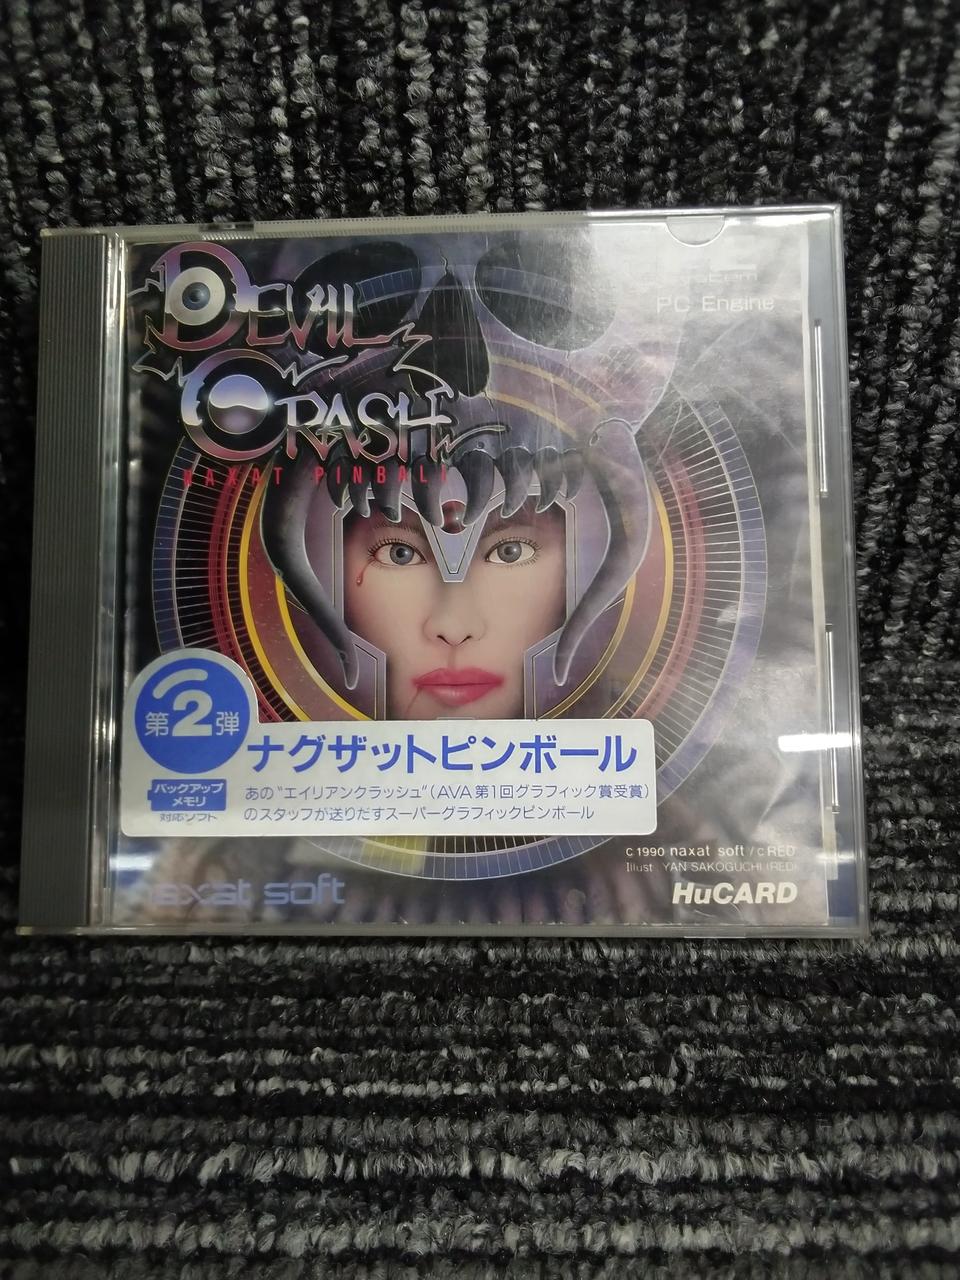 DEVIL
CRASH
NAXAT PINBALL
PC Engine
第2弾
ナグザットピンボール
バックアップ
メモリ
対応ソフト
あの"エイリアンクラッシュ"(AVA第1回グラフィック賞受賞)
のスタッフが送りだすスーパーグラフィックピンボール
C 1990 naxat soft / C RED
Illust YAN SAKOGUCHI (RED)
naxat soft
HuCARD